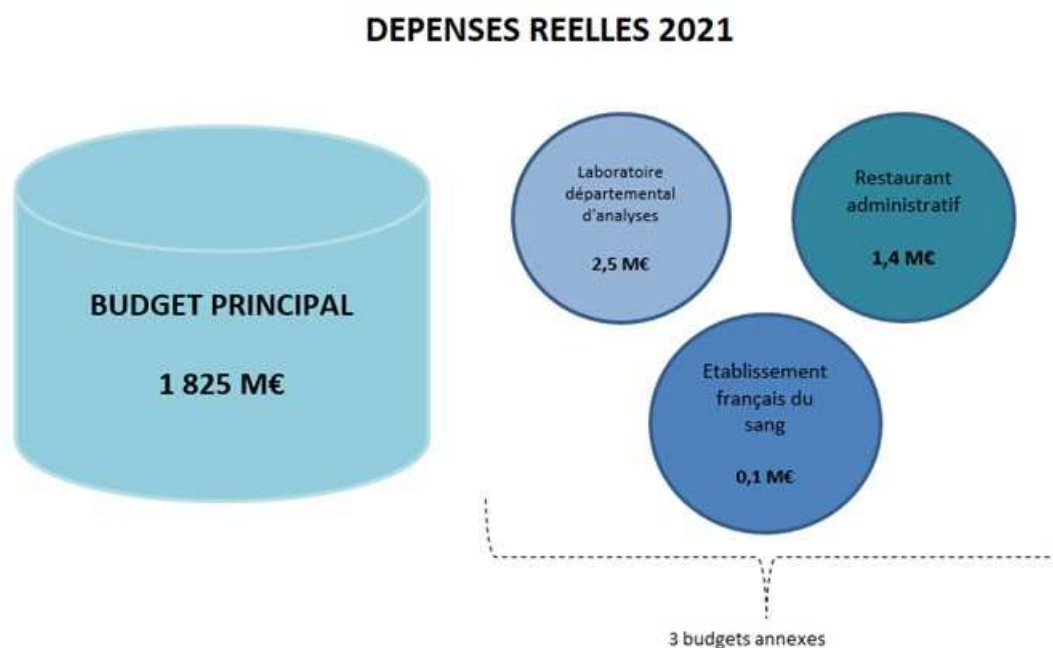 DEPENSES REELLES 2021
BUDGET PRINCIPAL
1 825 M€
Laboratoire
départemental
d'analyses
2,5 M€
Restaurant
administratif
1,4 M€
Etablissement
français du
sang
0,1 M€
3 budgets annexes